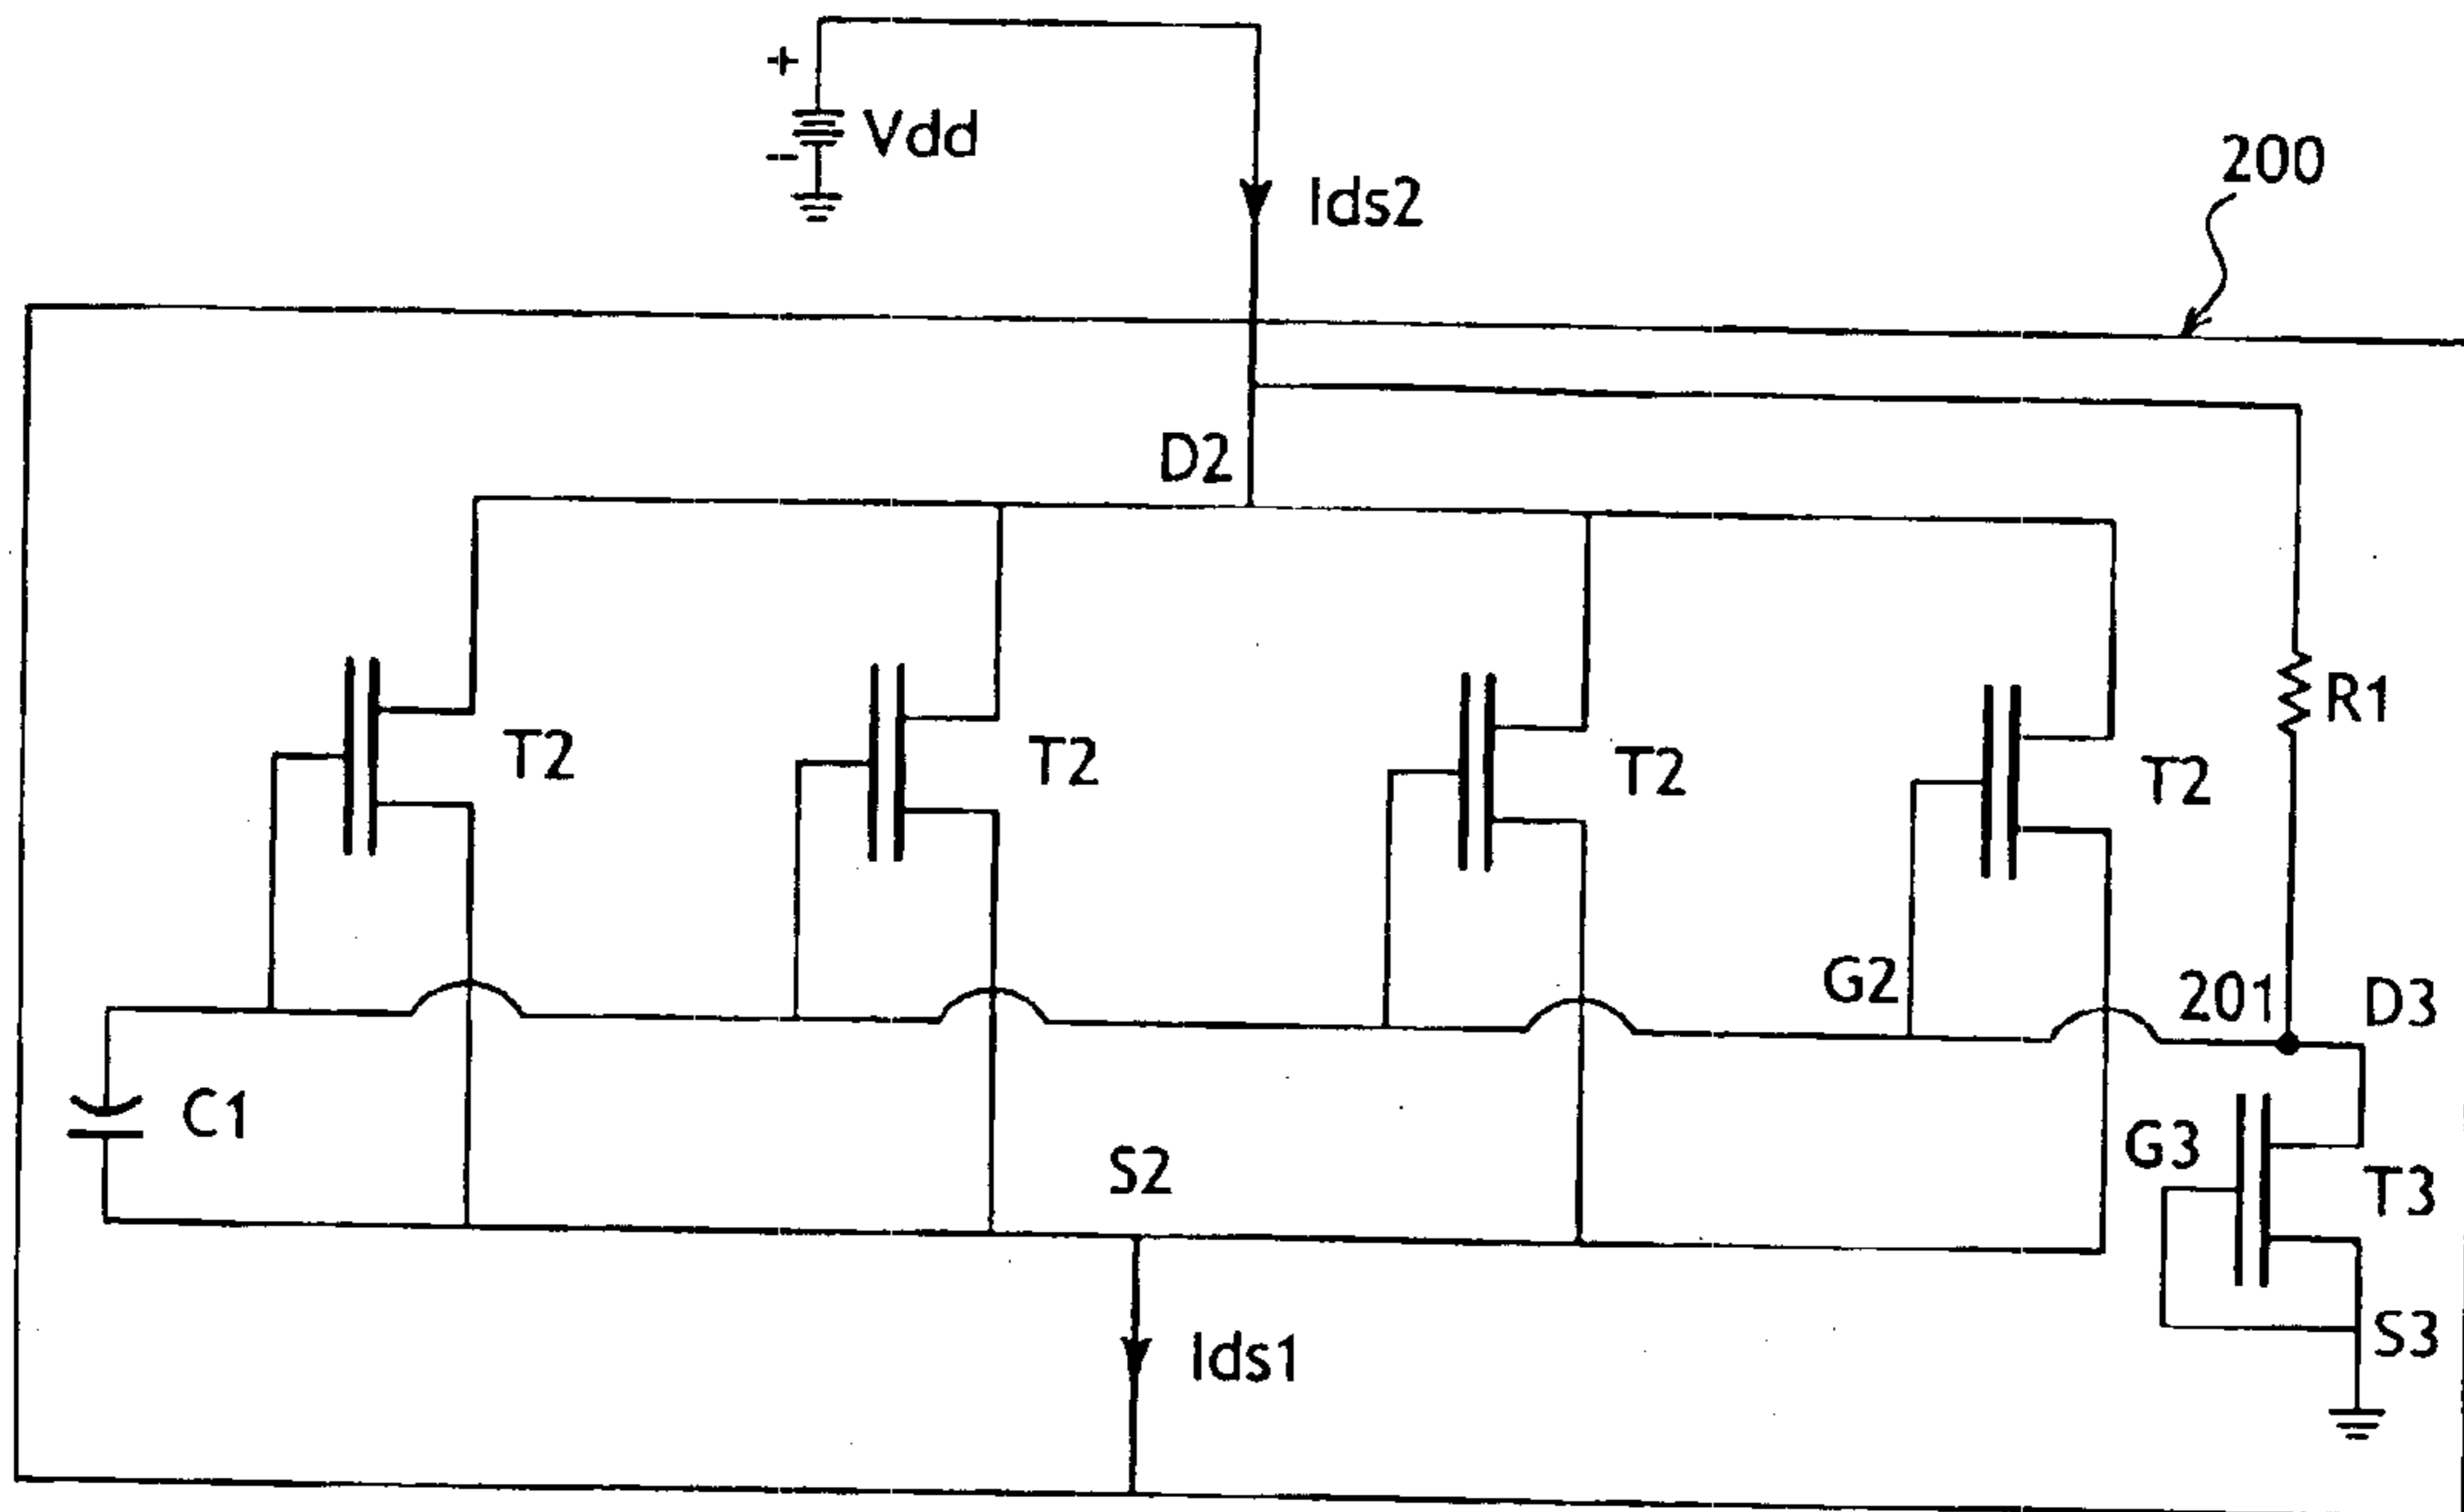 +
Vdd
–
200
Ids2
D2
R1
T2
T2
T2
T2
G2
201
D3
C1
G3
S2
T3
S3
Ids1